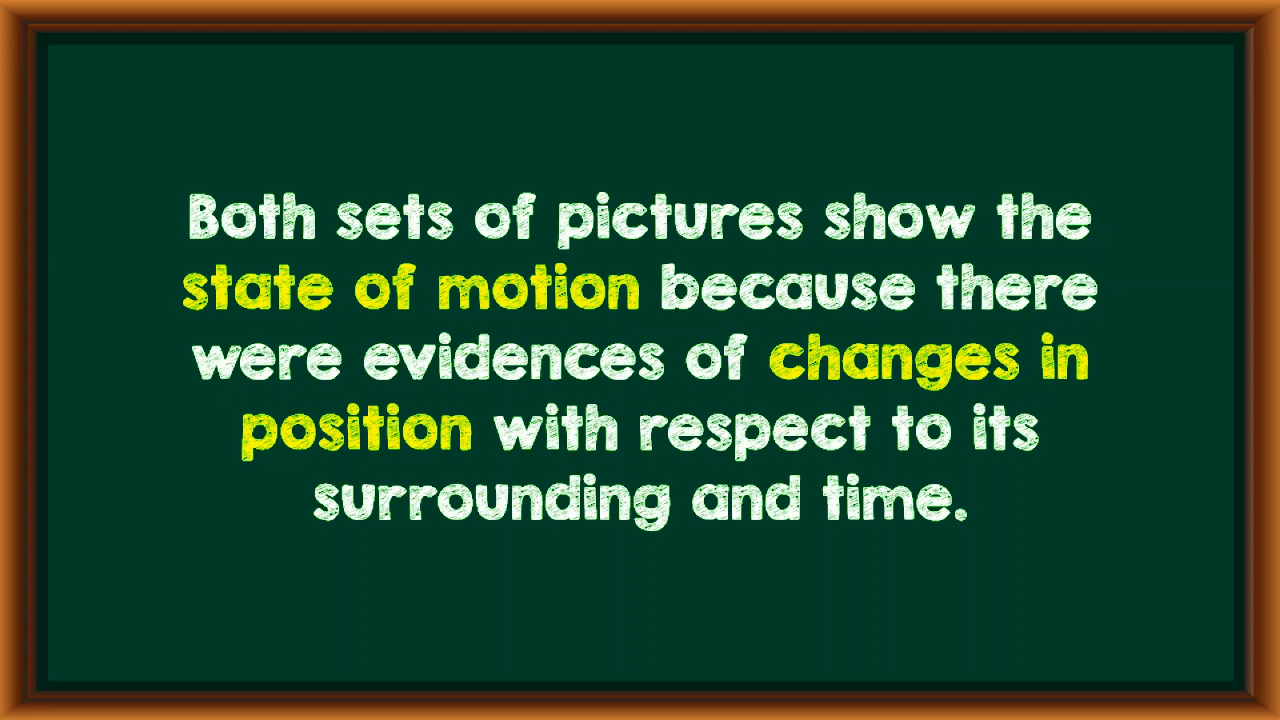 Both sets of pictures show the
state of motion because there
were evidences of changes in
position with respect to its
surrounding and time.